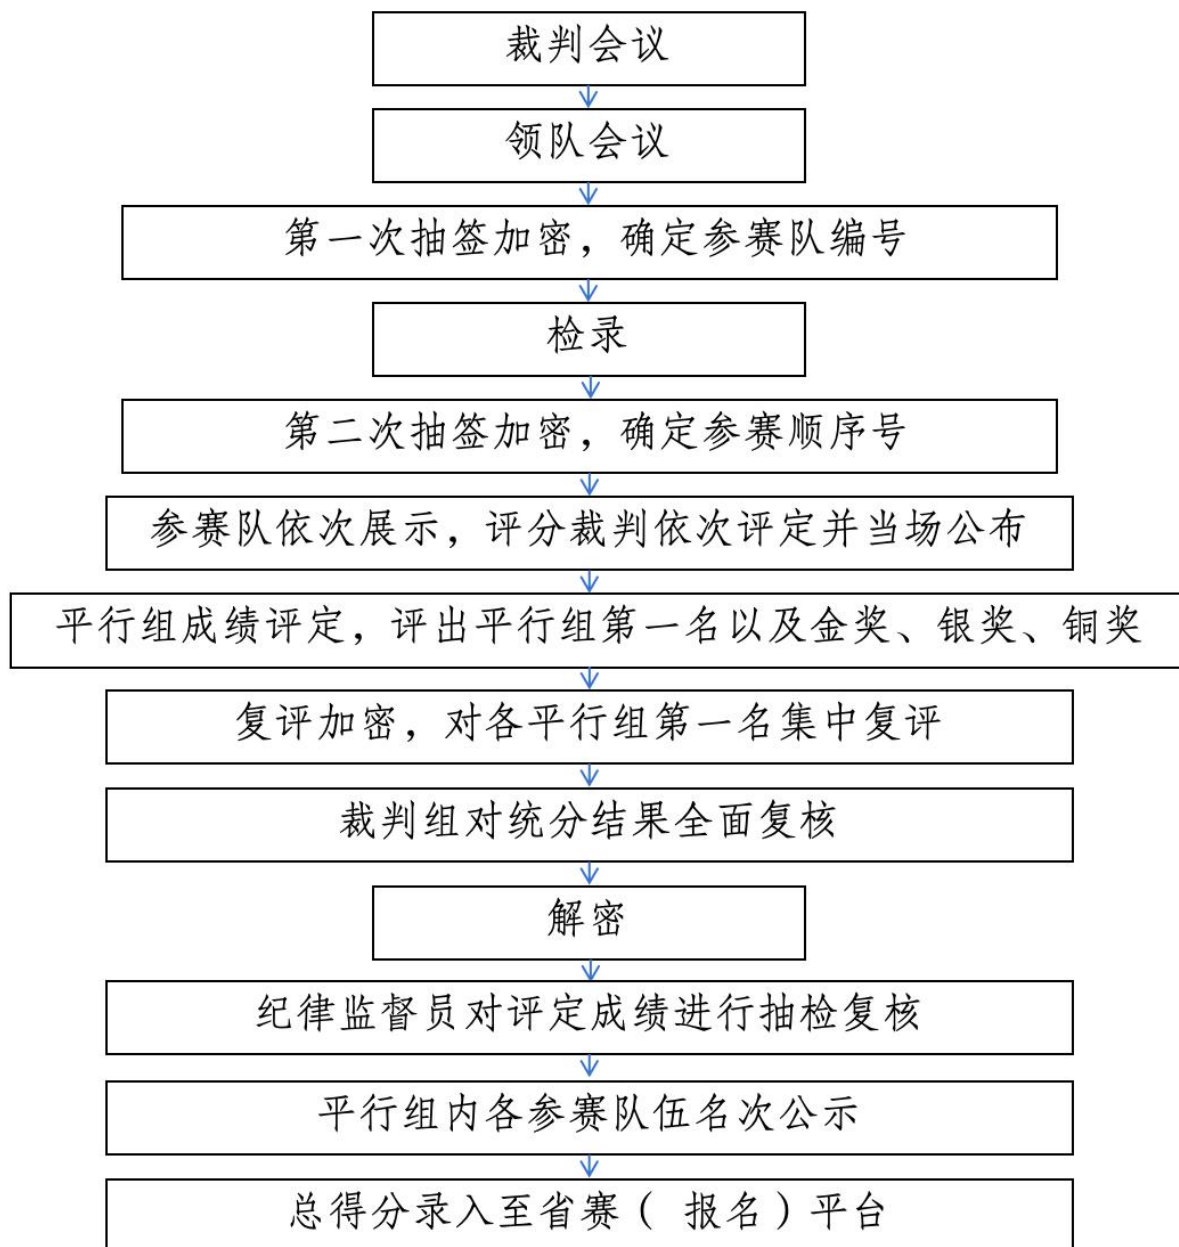 裁判会议
领队会议
第一次抽签加密，确定参赛队编号
检录
第二次抽签加密，确定参赛顺序号
参赛队依次展示，评分裁判依次评定并当场公布
平行组成绩评定，评出平行组第一名以及金奖、银奖、铜奖
复评加密，对各平行组第一名集中复评
裁判组对统分结果全面复核
解密
纪律监督员对评定成绩进行抽检复核
平行组内各参赛队伍名次公示
总得分录入至省赛（ 报名）平台